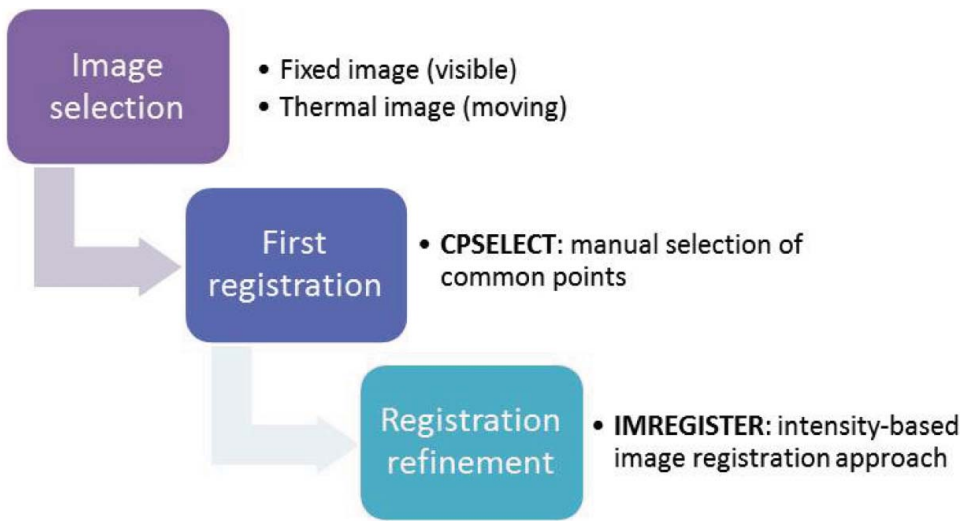 Image
selection
• Fixed image (visible)
• Thermal image (moving)
First
registration
• CPSELECT: manual selection of
common points
Registration
refinement
• IMREGISTER: intensity-based
image registration approach